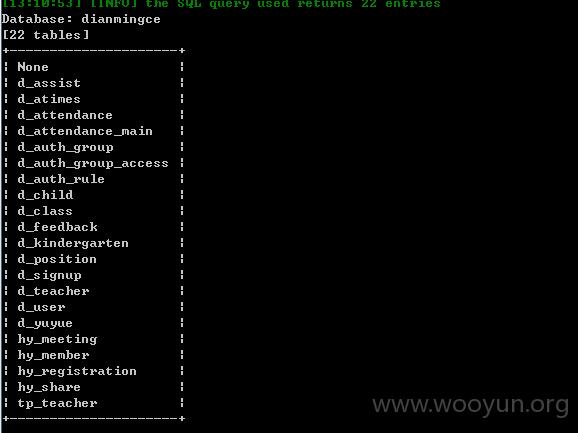 [13:10:53] [INFO] the SQL query used returns 22 entries
Database: dianmingce
[22 tables]
+----------------------+
| None |
| d_assist |
| d_atimes |
| d_attendance |
| d_attendance_main |
| d_auth_group |
| d_auth_group_access |
| d_auth_rule |
| d_child |
| d_class |
| d_feedback |
| d_kindergarten |
| d_position |
| d_signup |
| d_teacher |
| d_user |
| d_yuyue |
| hy_meeting |
| hy_member |
| hy_registration |
| hy_share |
| tp_teacher |
+----------------------+
www.wooyun.org